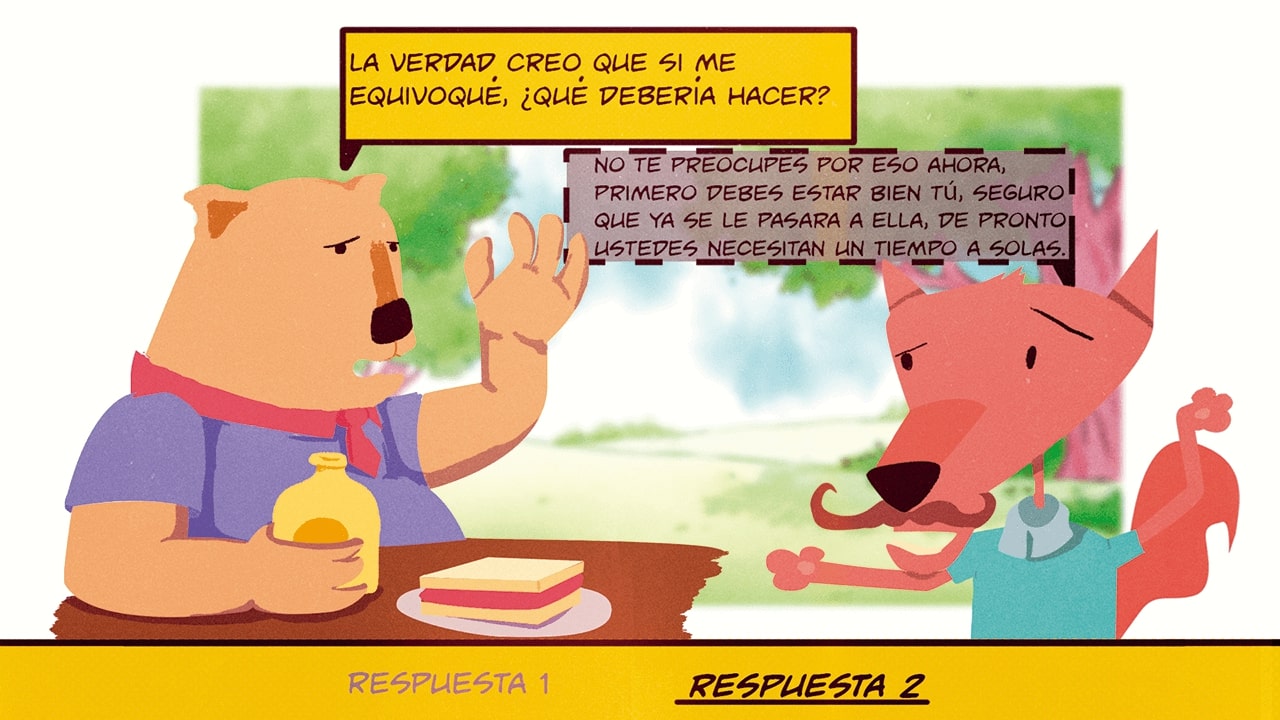 LA VERDAD CREO QUE SI ME
EQUIVOQUÉ, ¿QUÉ DEBERÍA HACER?
NO TE PREOCUPES POR ESO AHORA,
PRIMERO DEBES ESTAR BIEN TÚ, SEGURO
QUE YA SE LE PASARA A ELLA, DE PRONTO
USTEDES NECESITAN UN TIEMPO A SOLAS.
RESPUESTA 1
RESPUESTA 2